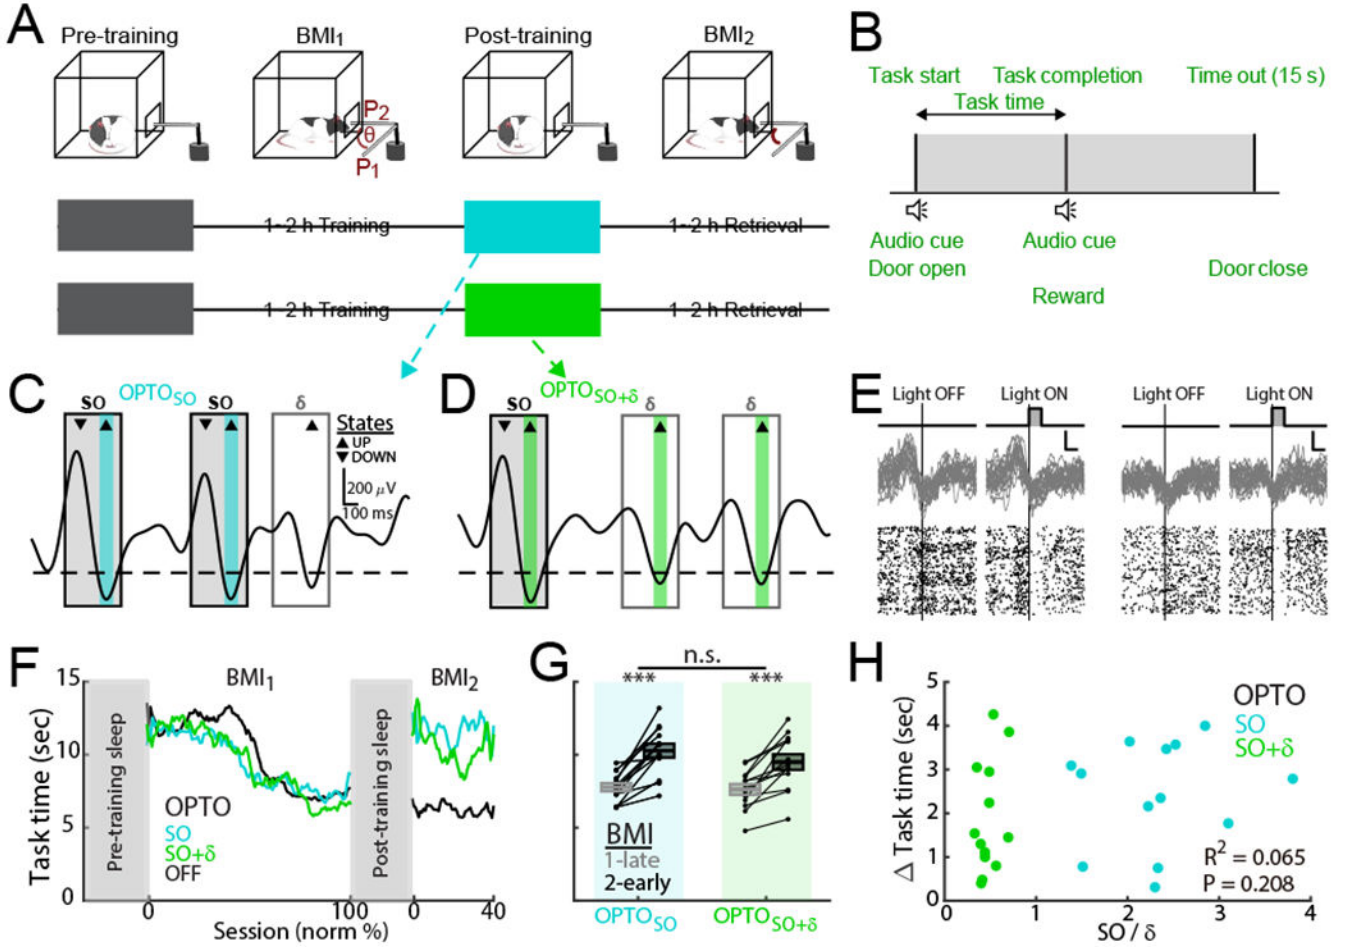 A
Pre-training
BMI1
Post-training
BMI2
P2
θ
P1
1~2 h Training
1~2 h Retrieval
1~2 h Training
1~2 h Retrieval
B
Task start
Task completion
Time out (15 s)
Task time
Audio cue
Audio cue
Door open
Door close
Reward
C
OPTOSO
SO
SO
δ
States
UP
DOWN
200 μV
100 ms
D
OPTOSO+δ
SO
δ
δ
E
Light OFF
Light ON
Light OFF
Light ON
F
Task time (sec)
15
10
5
0
Pre-training sleep
BMI1
Post-training sleep
BMI2
OPTO
SO
SO+δ
OFF
0
100
0
40
Session (norm %)
G
n.s.
***
***
BMI
1-late
2-early
OPTOSO
OPTOSO+δ
H
Δ Task time (sec)
5
4
3
2
1
0
OPTO
SO
SO+δ
R2 = 0.065
P = 0.208
0
1
2
3
4
SO / δ